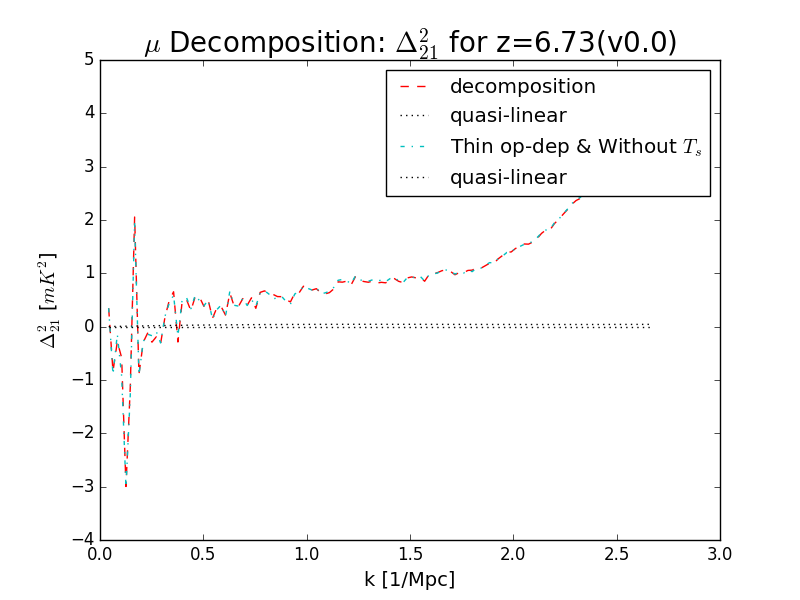 μ Decomposition: Δ²₂₁ for z=6.73(v0.0)
5
4
3
2
1
0
−1
−2
−3
−4
Δ²₂₁ [mK²]
decomposition
quasi-linear
Thin op-dep & Without Tₛ
quasi-linear
0.0 0.5 1.0 1.5 2.0 2.5 3.0
k [1/Mpc]